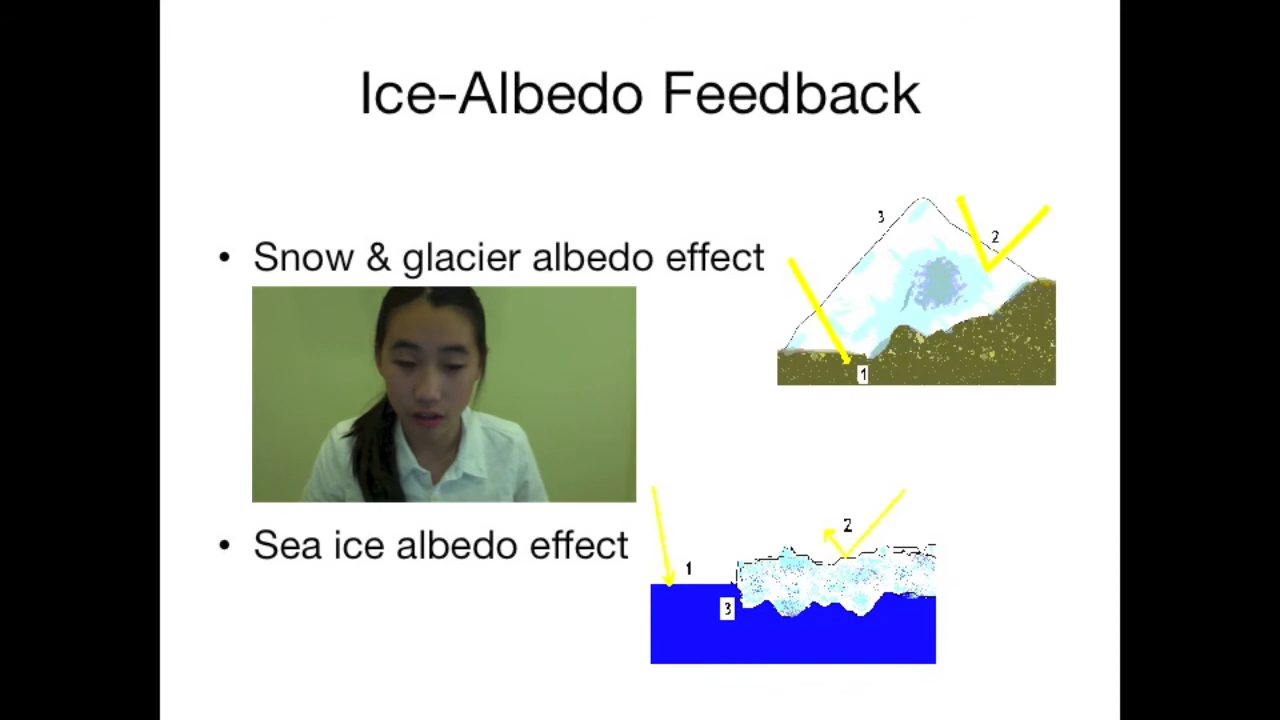 Ice-Albedo Feedback
• Snow & glacier albedo effect
3
2
1
• Sea ice albedo effect
2
1
3